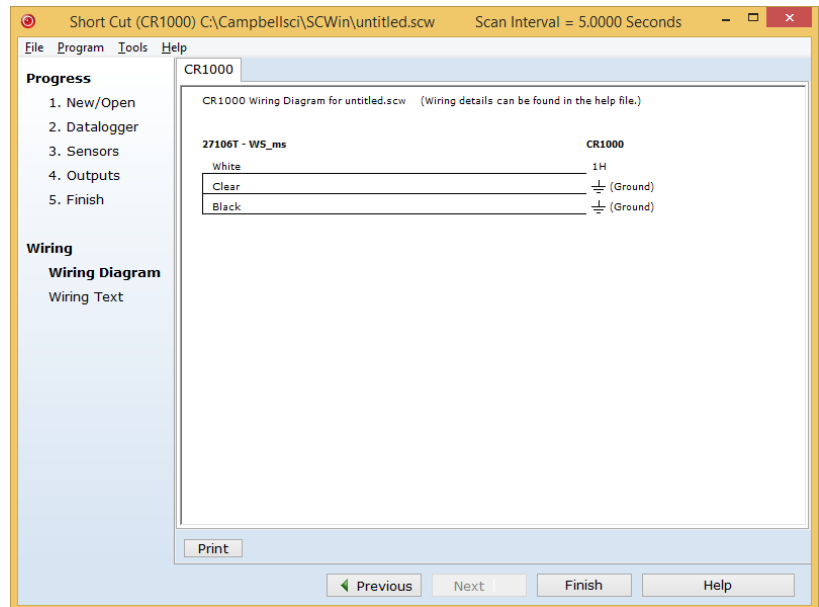 Short Cut (CR1000) C:\Campbellsci\SCWin\untitled.scw Scan Interval = 5.0000 Seconds
File Program Tools Help
Progress
1. New/Open
2. Datalogger
3. Sensors
4. Outputs
5. Finish
Wiring
Wiring Diagram
Wiring Text
CR1000
CR1000 Wiring Diagram for untitled.scw (Wiring details can be found in the help file.)
27106T - WS_ms CR1000
White 1H
Clear (Ground)
Black (Ground)
Print
Previous Next Finish Help